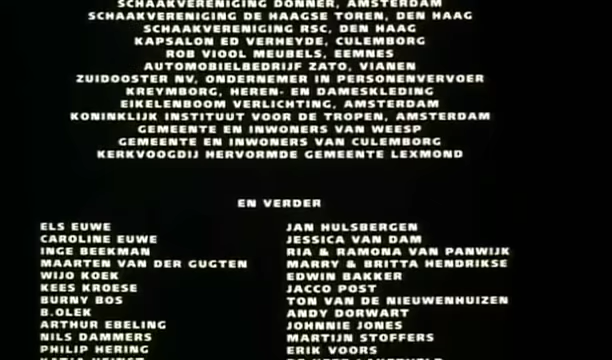 SCHAAKVERENIGING DONNER, AMSTERDAM
SCHAAKVERENIGING DE HAAGSE TOREN, DEN HAAG
SCHAAKVERENIGING RSC, DEN HAAG
KAPSALON ED VERHEYDE, CULEMBORG
ROB VIOOL MEUBELS, EEMNES
AUTOMOBIELBEDRIJF ZATO, VIANEN
ZUIDOOSTER NV, ONDERNEMER IN PERSONENVERVOER
KREYMBORG, HEREN- EN DAMESKLEDING
EIKELENBOOM VERLICHTING, AMSTERDAM
KONINKLIJK INSTITUUT VOOR DE TROPEN, AMSTERDAM
GEMEENTE EN INWONERS VAN WEESP
GEMEENTE EN INWONERS VAN CULEMBORG
KERKVOOGDIJ HERVORMDE GEMEENTE LEXMOND
EN VERDER
ELS EUWE
CAROLINE EUWE
INGE BEEKMAN
MAARTEN VAN DER GUGTEN
WIJO KOEK
KEES KROESE
BURNY BOS
B.OLEK
ARTHUR EBELING
NILS DAMMERS
PHILIP HERING
JAN HULSBERGEN
JESSICA VAN DAM
RIA & RAMONA VAN PANWIJK
MARRY & BRITTA HENDRIKSE
EDWIN BAKKER
JACCO POST
TON VAN DE NIEUWENHUIZEN
ANDY DORWART
JOHNNIE JONES
MARTIJN STOFFERS
ERIK VOORS